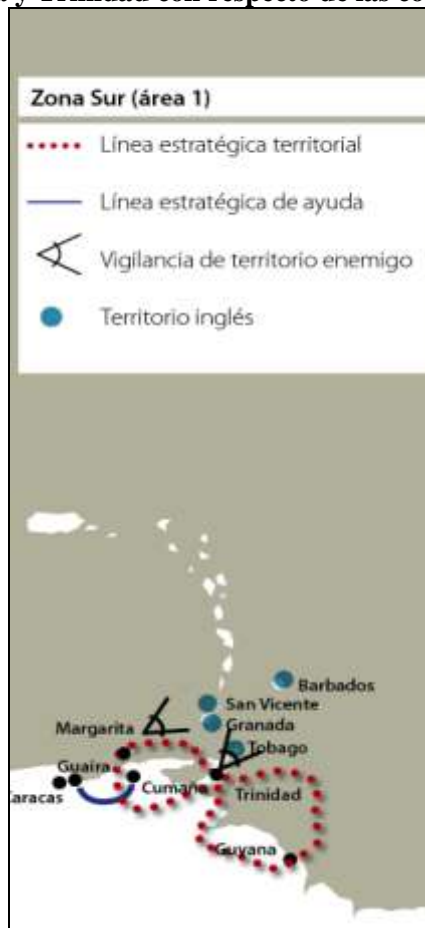 y Trinidad con respecto de las co
Zona Sur (área 1)
Línea estratégica territorial
Línea estratégica de ayuda
Vigilancia de territorio enemigo
Territorio inglés
Barbados
San Vicente
Granada
Margarita
Tobago
Guaira
Cumaña
Caracas
Trinidad
Guyana